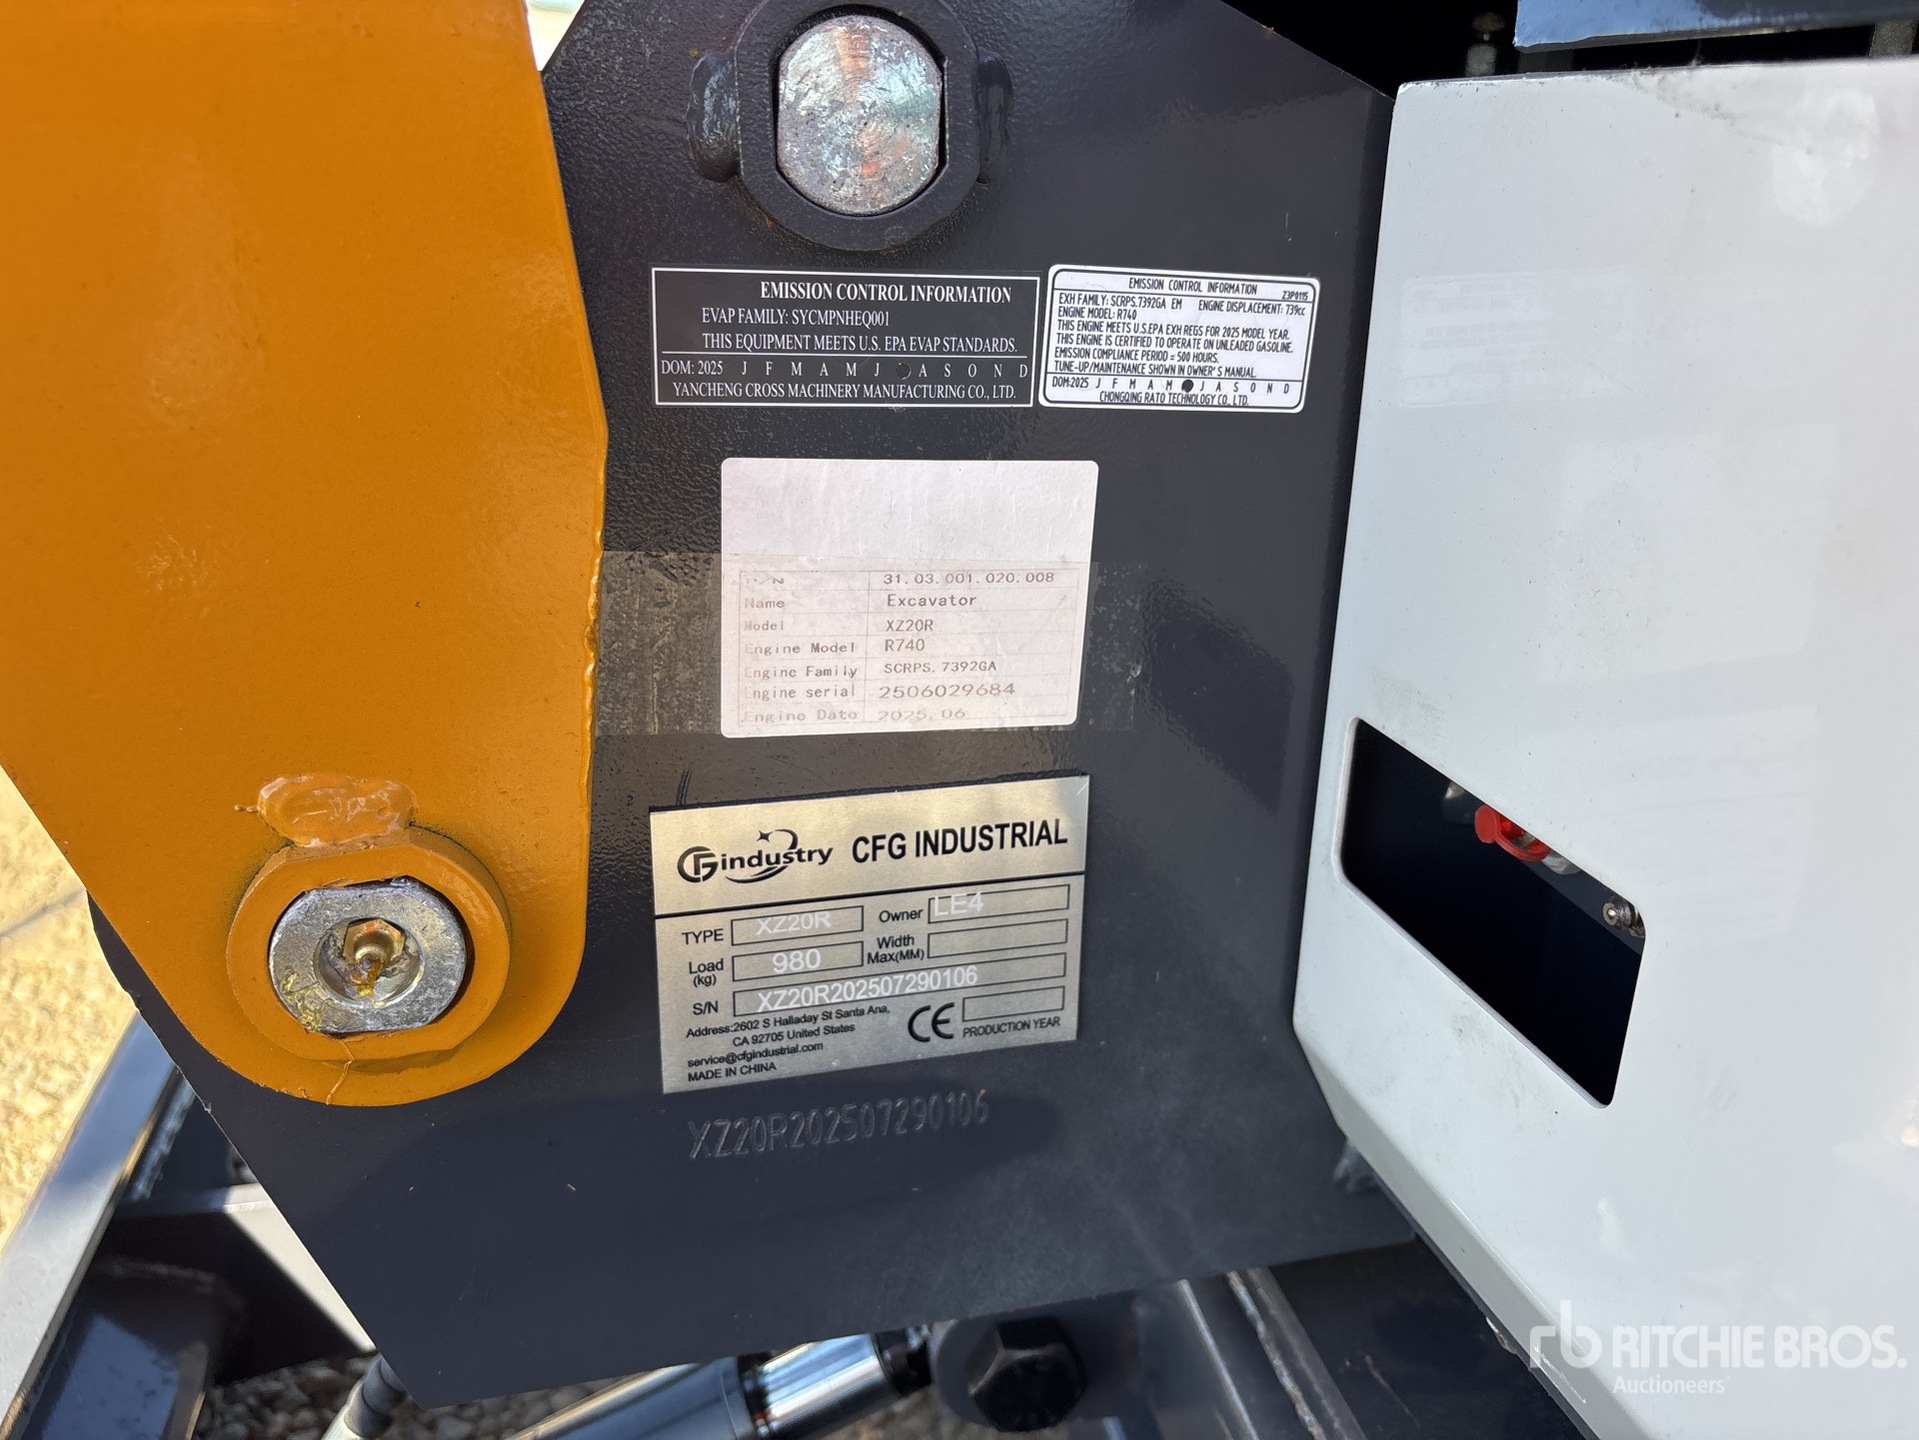 EMISSION CONTROL INFORMATION
EVAP FAMILY: SYCMPNHEQ001
THIS EQUIPMENT MEETS U.S. EPA EVAP STANDARDS.
DOM: 2025 J F M A M J A S O N D
YANCHENG CROSS MACHINERY MANUFACTURING CO., LTD.
EMISSION CONTROL INFORMATION Z3P0115
EXH FAMILY: SCRPS.7392GA EM ENGINE DISPLACEMENT: 739cc
ENGINE MODEL: R740
THIS ENGINE MEETS U.S.EPA EXH REGS FOR 2025 MODEL YEAR.
THIS ENGINE IS CERTIFIED TO OPERATE ON UNLEADED GASOLINE.
EMISSION COMPLIANCE PERIOD = 500 HOURS.
TUNE-UP/MAINTENANCE SHOWN IN OWNER'S MANUAL.
DOM:2025 J F M A M J A S O N D
CHONGQING RATO TECHNOLOGY CO., LTD.
P/N 31.03.001.020.008
Name Excavator
Model XZ20R
Engine Model R740
Engine Family SCRPS.7392GA
Engine serial 2506029684
Engine Date 2025.06
CFG industry CFG INDUSTRIAL
TYPE XZ20R Owner LE4
Load (kg) 980 Width Max(MM)
S/N XZ20R202507290106
Address:2602 S Halladay St Santa Ana,
CA 92705 United States
service@cfgindustrial.com
MADE IN CHINA
CE PRODUCTION YEAR
XZ20R202507290106
rb RITCHIE BROS.
Auctioneers